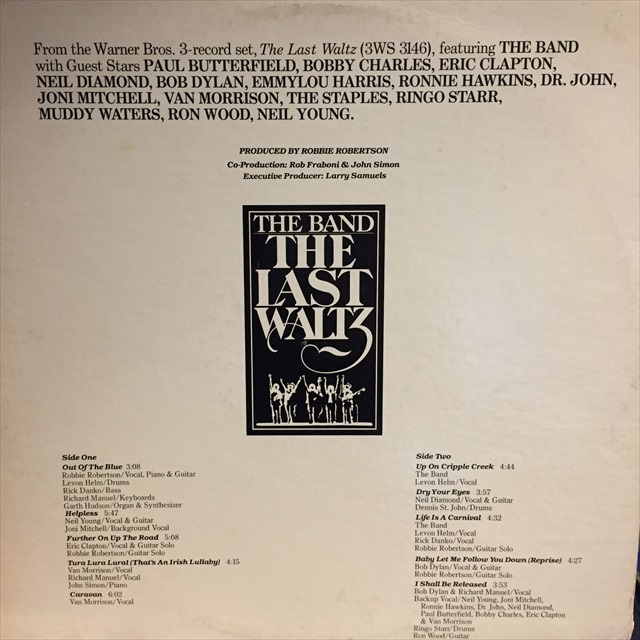 From the Warner Bros. 3-record set, The Last Waltz (3WS 3146), featuring THE BAND
with Guest Stars PAUL BUTTERFIELD, BOBBY CHARLES, ERIC CLAPTON,
NEIL DIAMOND, BOB DYLAN, EMMYLOU HARRIS, RONNIE HAWKINS, DR. JOHN,
JONI MITCHELL, VAN MORRISON, THE STAPLES, RINGO STARR,
MUDDY WATERS, RON WOOD, NEIL YOUNG.
PRODUCED BY ROBBIE ROBERTSON
Co-Production: Rob Fraboni & John Simon
Executive Producer: Larry Samuels
THE BAND
THE
LAST
WALTZ
Side One
Out Of The Blue 3:08
Robbie Robertson/Vocal, Piano & Guitar
Levon Helm/Drums
Rick Danko/Bass
Richard Manuel/Keyboards
Garth Hudson/Organ & Synthesizer
Helpless 5:47
Neil Young/Vocal & Guitar
Joni Mitchell/Background Vocal
Further On Up The Road 5:08
Eric Clapton/Vocal & Guitar Solo
Robbie Robertson/Guitar Solo
Tura Lura Lural (That's An Irish Lullaby) 4:15
Van Morrison/Vocal
Richard Manuel/Vocal
John Simon/Piano
Caravan 6:02
Van Morrison/Vocal
Side Two
Up On Cripple Creek 4:44
The Band
Levon Helm/Vocal
Dry Your Eyes 3:57
Neil Diamond/Vocal & Guitar
Dennis St. John/Drums
Life Is A Carnival 4:32
The Band
Levon Helm/Vocal
Rick Danko/Vocal
Robbie Robertson/Guitar Solo
Baby Let Me Follow You Down (Reprise) 4:27
Bob Dylan/Vocal & Guitar
Robbie Robertson/Guitar Solo
I Shall Be Released 3:53
Bob Dylan & Richard Manuel/Vocal
Backup Vocal/Neil Young, Joni Mitchell,
Ronnie Hawkins, Dr. John, Neil Diamond,
Paul Butterfield, Bobby Charles, Eric Clapton
& Van Morrison
Ringo Starr/Drums
Ron Wood/Guitar